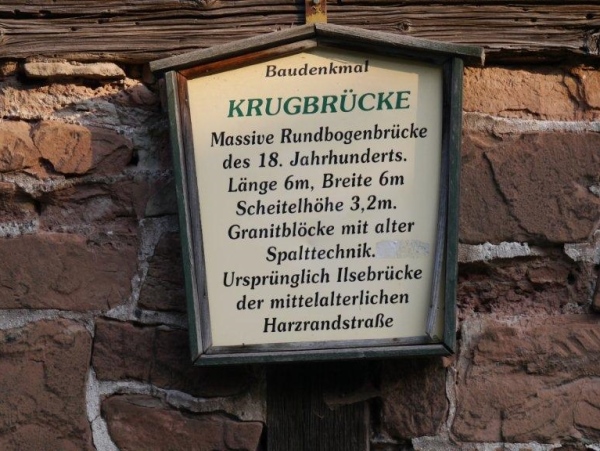 Baudenkmal
KRUGBRÜCKE
Massive Rundbogenbrücke
des 18. Jahrhunderts.
Länge 6m, Breite 6m
Scheitelhöhe 3,2m.
Granitblöcke mit alter
Spalttechnik.
Ursprünglich Ilsebrücke
der mittelalterlichen
Harzrandstraße